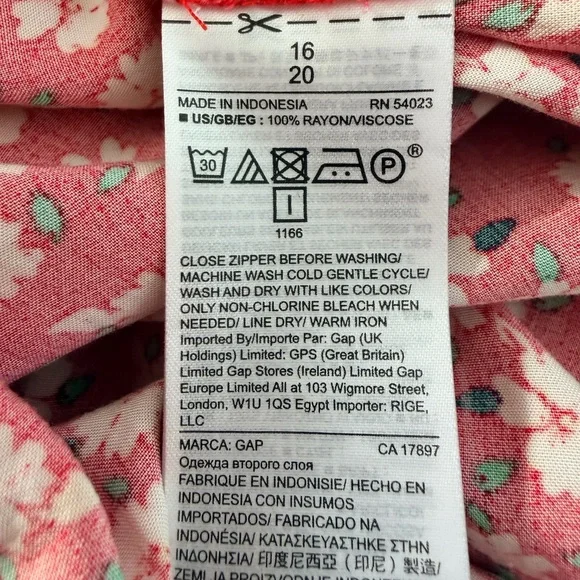 16
20
MADE IN INDONESIA RN 54023
■ US/GB/EG : 100% RAYON/VISCOSE
30 P ®
1166
CLOSE ZIPPER BEFORE WASHING/
MACHINE WASH COLD GENTLE CYCLE/
WASH AND DRY WITH LIKE COLORS/
ONLY NON-CHLORINE BLEACH WHEN
NEEDED/ LINE DRY/ WARM IRON
Imported By/Importe Par: Gap (UK
Holdings) Limited: GPS (Great Britain)
Limited Gap Stores (Ireland) Limited Gap
Europe Limited All at 103 Wigmore Street,
London, W1U 1QS Egypt Importer: RIGE,
LLC
MARCA: GAP CA 17897
Одежда второго слоя
FABRIQUE EN INDONISIE/ HECHO EN
INDONESIA CON INSUMOS
IMPORTADOS/ FABRICADO NA
INDONÉSIA/ ΚΑΤΑΣΚΕΥΑΣΤΗΚΕ ΣΤΗΝ
ΙΝΔΟΝΗΣΙΑ/ 印度尼西亞 (印尼) 製造/
ZEMLJA PROIZVODNJE INDONESIA/